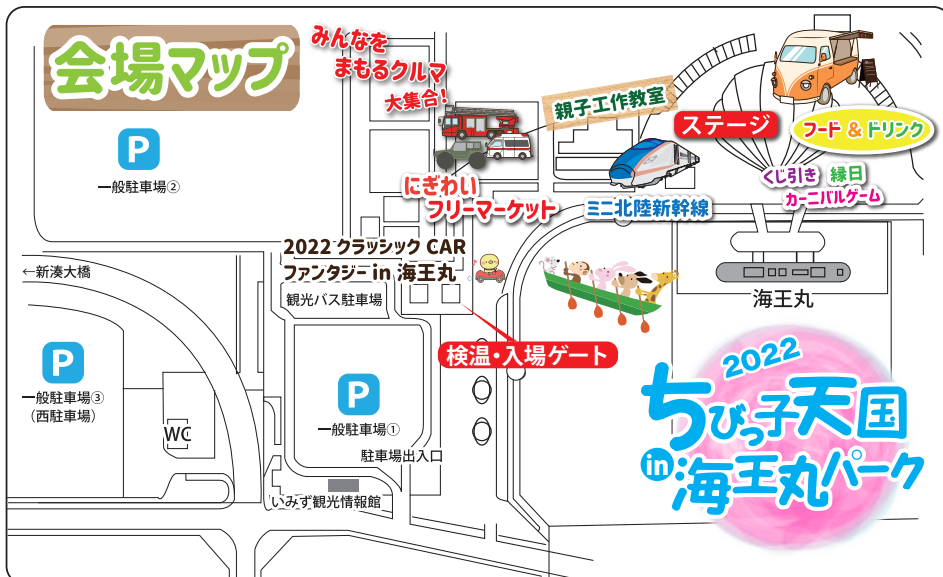 会場マップ
みんなを
まもるクルマ
大集合!
親子工作教室
ステージ
フード & ドリンク
P
一般駐車場②
にぎわい
フリーマーケット
ミニ北陸新幹線
くじ引き 縁日
カーニバルゲーム
2022 クラッシック CAR
ファンタジー in 海王丸
←新湊大橋
観光バス駐車場
海王丸
検温・入場ゲート
P
一般駐車場③
(西駐車場)
WC
P
一般駐車場①
駐車場出入口
いみず観光情報館
2022
ちびっ子天国
in
海王丸パーク